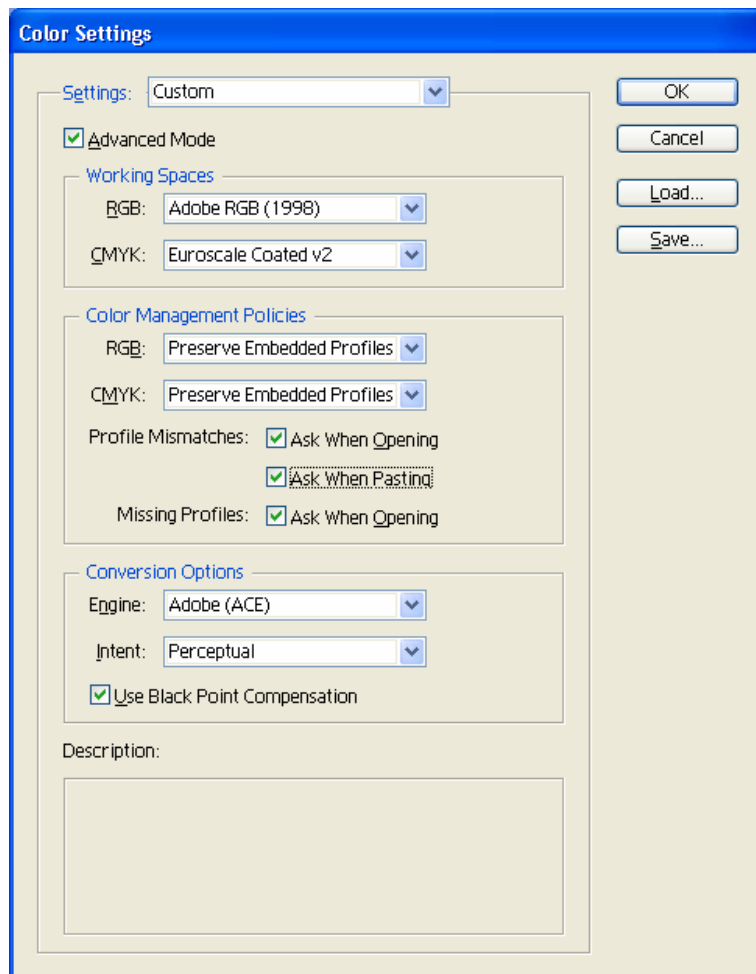 Color Settings
Settings: Custom
OK
Advanced Mode
Cancel
Working Spaces
RGB: Adobe RGB (1998)
Load...
CMYK: Euroscale Coated v2
Save...
Color Management Policies
RGB: Preserve Embedded Profiles
CMYK: Preserve Embedded Profiles
Profile Mismatches: Ask When Opening
Ask When Pasting
Missing Profiles: Ask When Opening
Conversion Options
Engine: Adobe (ACE)
Intent: Perceptual
Use Black Point Compensation
Description: